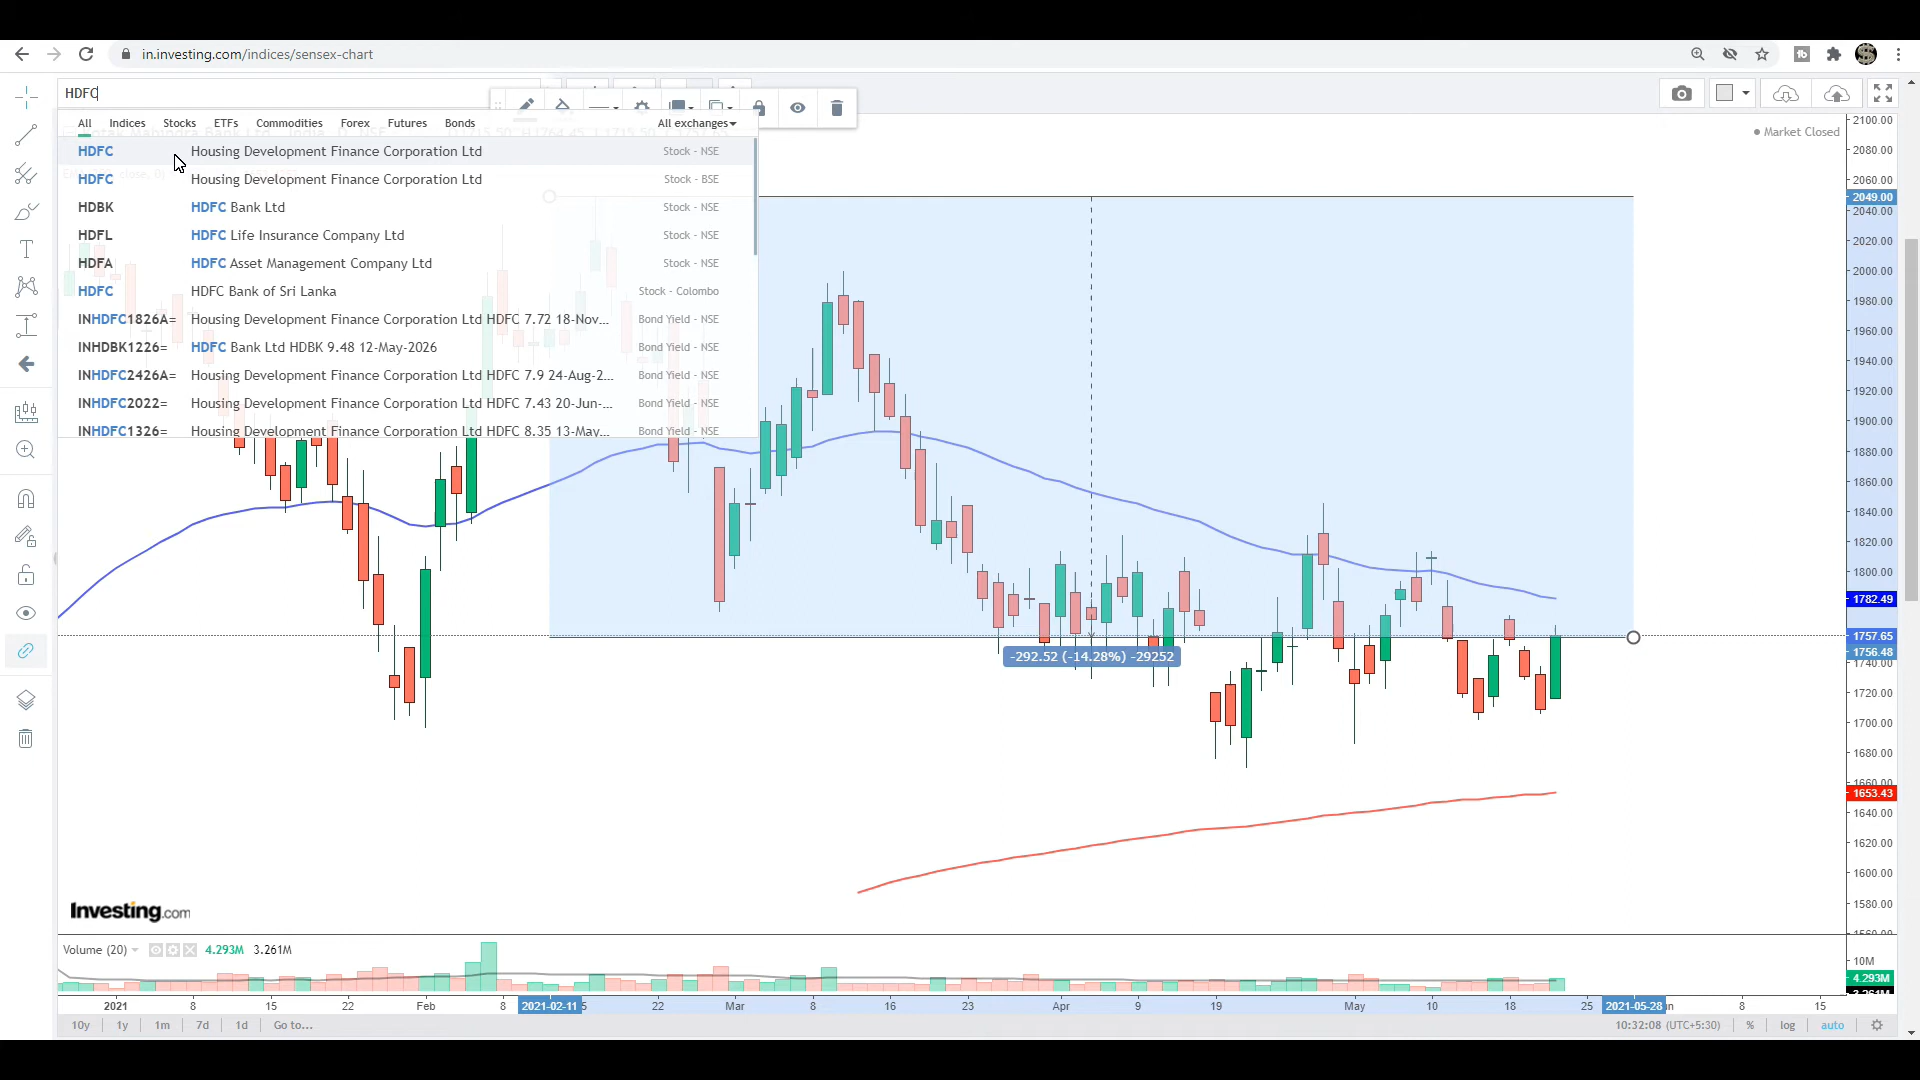 in.investing.com/indices/sensex-chart
HDFC
All Indices Stocks ETFs Commodities Forex Futures Bonds All exchanges
HDFC Housing Development Finance Corporation Ltd Stock - NSE
HDFC Housing Development Finance Corporation Ltd Stock - BSE
HDBK HDFC Bank Ltd Stock - NSE
HDFL HDFC Life Insurance Company Ltd Stock - NSE
HDFA HDFC Asset Management Company Ltd Stock - NSE
HDFC HDFC Bank of Sri Lanka Stock - Colombo
INHDFC1826A= Housing Development Finance Corporation Ltd HDFC 7.72 18-Nov... Bond Yield - NSE
INHDBK1226= HDFC Bank Ltd HDBK 9.48 12-May-2026 Bond Yield - NSE
INHDFC2426A= Housing Development Finance Corporation Ltd HDFC 7.9 24-Aug-2... Bond Yield - NSE
INHDFC2022= Housing Development Finance Corporation Ltd HDFC 7.43 20-Jun-... Bond Yield - NSE
INHDFC1326= Housing Development Finance Corporation Ltd HDFC 8.35 13-May... Bond Yield - NSE
Market Closed
2100.00
2080.00
2060.00
2049.00
2040.00
2020.00
2000.00
1980.00
1960.00
1940.00
1920.00
1900.00
1880.00
1860.00
1840.00
1820.00
1800.00
1782.49
1757.65
1756.48
1740.00
1720.00
1700.00
1680.00
1660.00
1653.43
1640.00
1620.00
1600.00
1580.00
1560.00
-292.52 (-14.28%) -29252
Investing.com
Volume (20) 4.293M 3.261M
10M
4.293M
3.261M
2021 8 15 22 Feb 8 2021-02-11 22 Mar 8 16 23 Apr 9 19 May 10 18 25 2021-05-28 8 15
10y 1y 1m 7d 1d Go to... 10:32:08 (UTC+5:30) % log auto